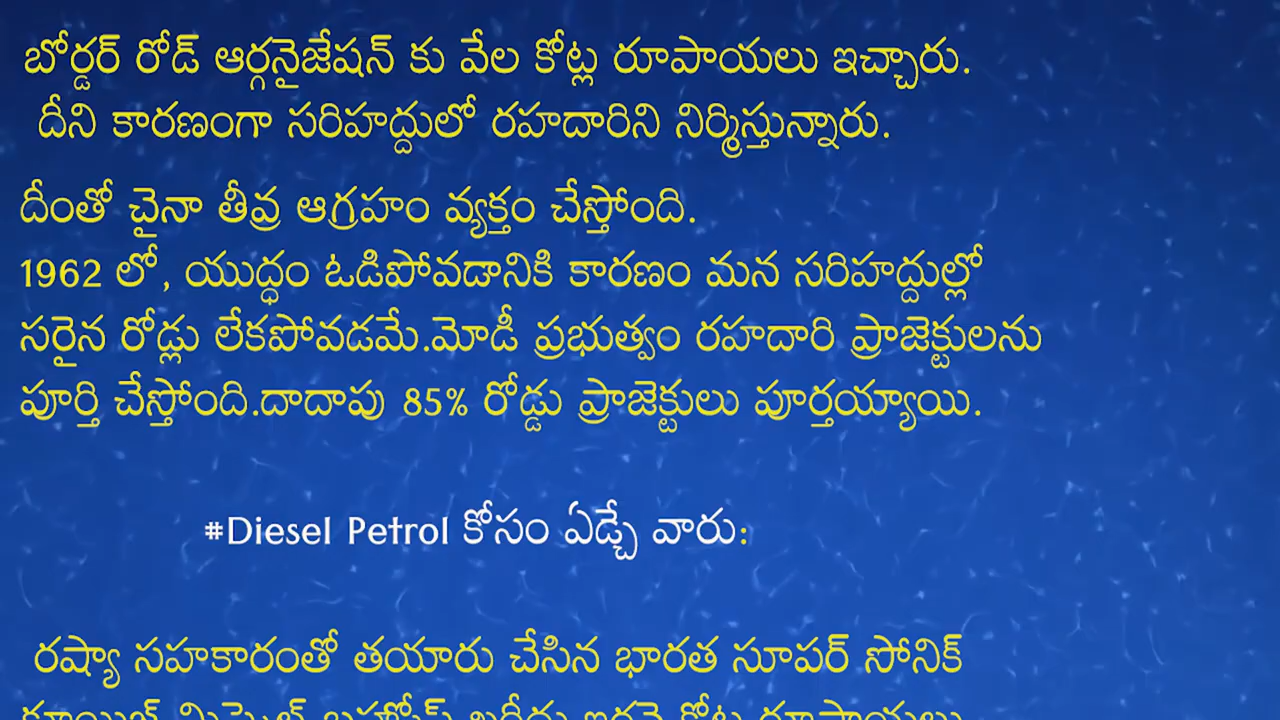 బోర్డర్ రోడ్ ఆర్గనైజేషన్ కు వేల కోట్ల రూపాయలు ఇచ్చారు.
దీని కారణంగా సరిహద్దులో రహదారిని నిర్మిస్తున్నారు.
దీంతో చైనా తీవ్ర ఆగ్రహం వ్యక్తం చేస్తోంది.
1962 లో, యుద్ధం ఓడిపోవడానికి కారణం మన సరిహద్దుల్లో
సరైన రోడ్లు లేకపోవడమే.మోడీ ప్రభుత్వం రహదారి ప్రాజెక్టులను
పూర్తి చేస్తోంది.దాదాపు 85% రోడ్డు ప్రాజెక్టులు పూర్తయ్యాయి.
#Diesel Petrol కోసం ఏడ్చే వారు:
రష్యా సహకారంతో తయారు చేసిన భారత సూపర్ సోనిక్